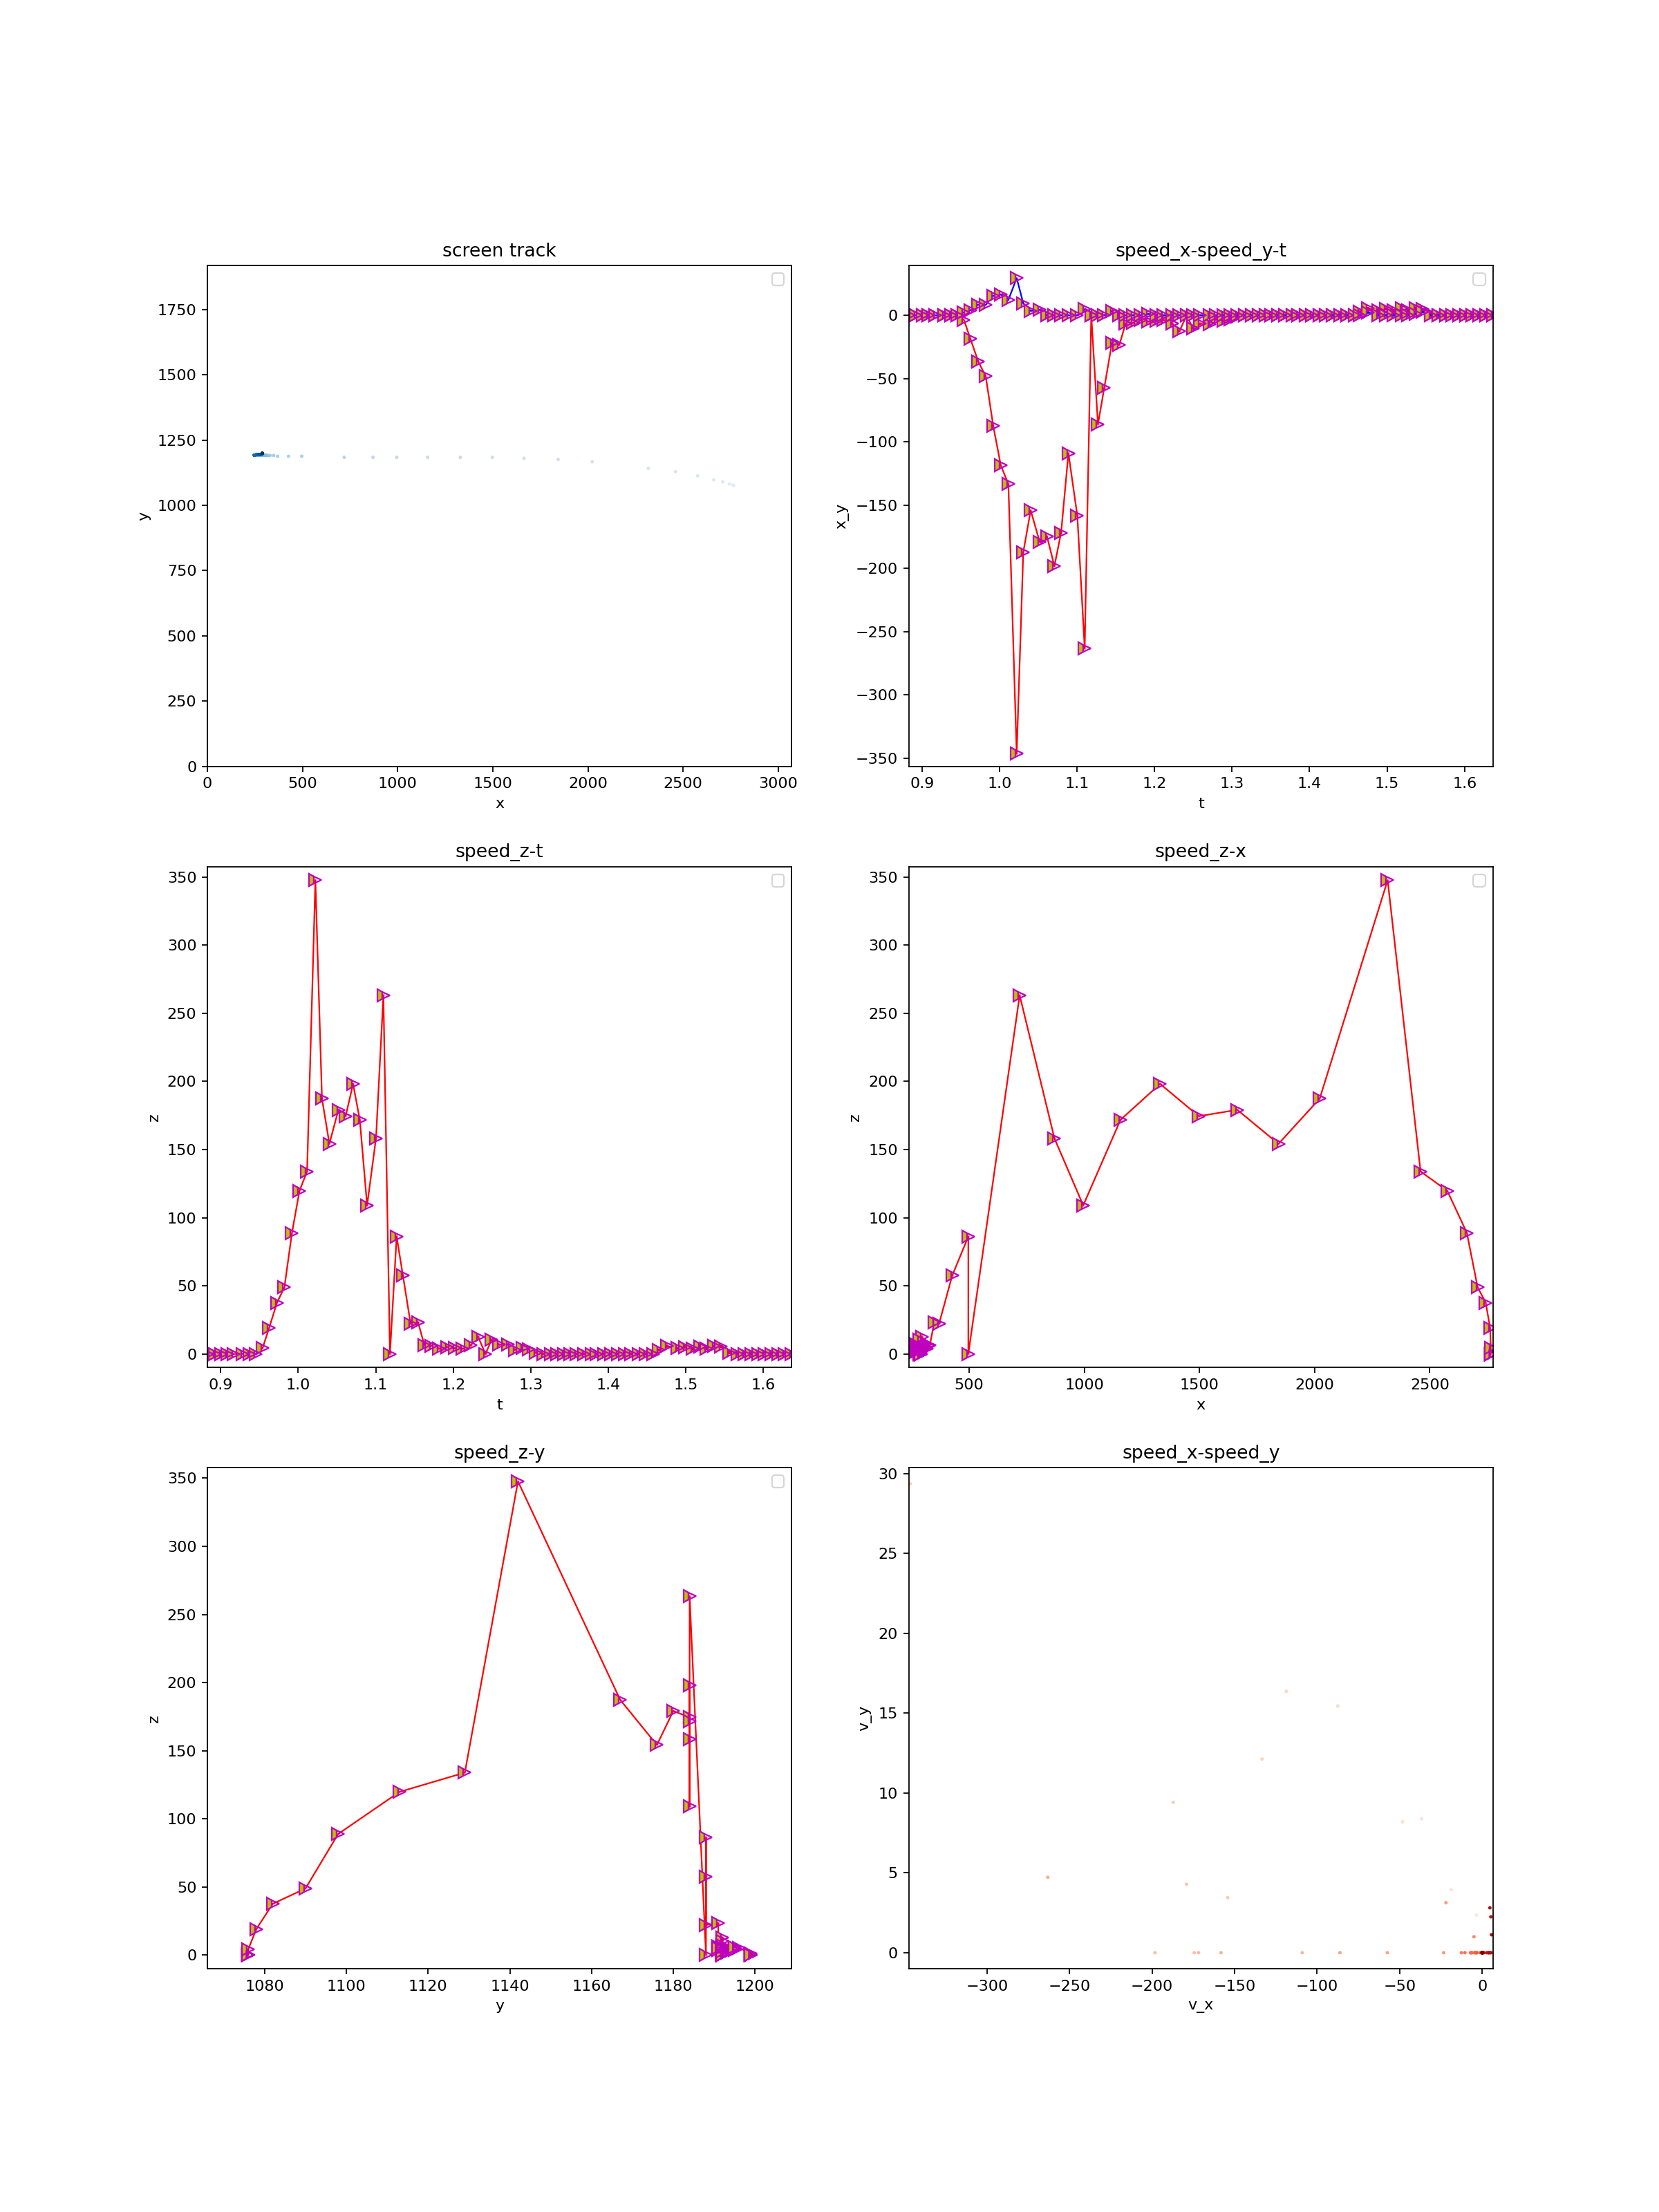 screen track
1750
1500
1250
1000
750
500
250
0
y
0 500 1000 1500 2000 2500 3000
x
speed_x-speed_y-t
0
−50
−100
−150
−200
−250
−300
−350
x_y
0.9 1.0 1.1 1.2 1.3 1.4 1.5 1.6
t
speed_z-t
350
300
250
200
150
100
50
0
z
0.9 1.0 1.1 1.2 1.3 1.4 1.5 1.6
t
speed_z-x
350
300
250
200
150
100
50
0
z
500 1000 1500 2000 2500
x
speed_z-y
350
300
250
200
150
100
50
0
z
1080 1100 1120 1140 1160 1180 1200
y
speed_x-speed_y
30
25
20
15
10
5
0
v_y
−300 −250 −200 −150 −100 −50 0
v_x